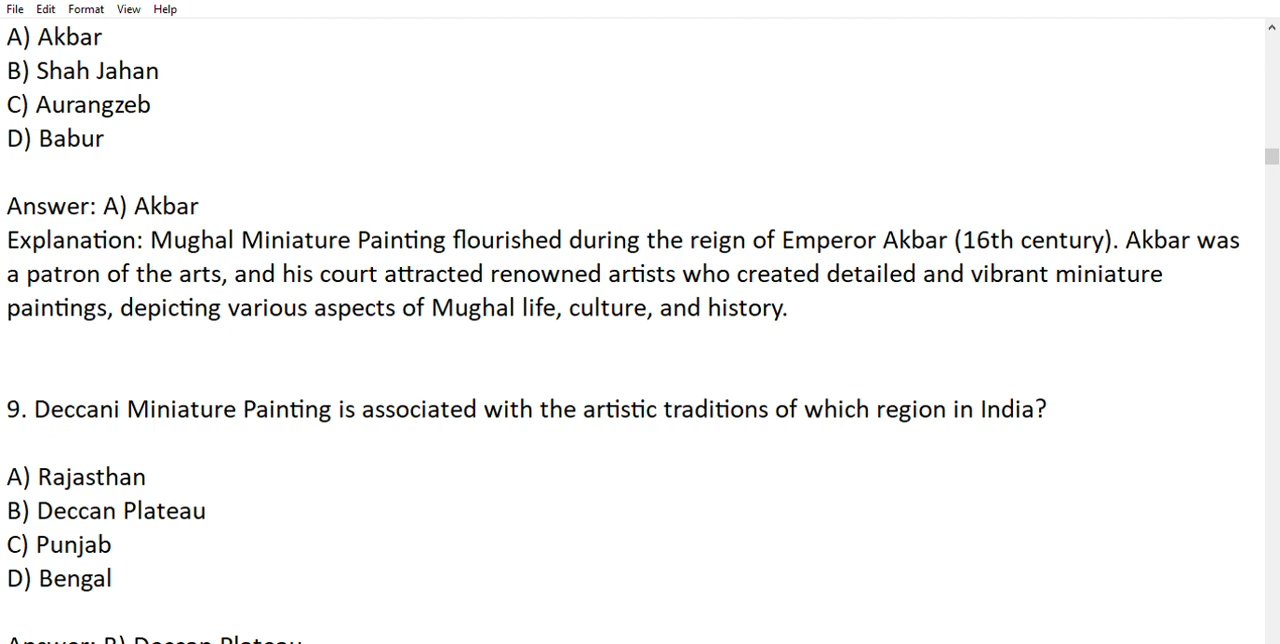 File Edit Format View Help
A) Akbar
B) Shah Jahan
C) Aurangzeb
D) Babur
Answer: A) Akbar
Explanation: Mughal Miniature Painting flourished during the reign of Emperor Akbar (16th century). Akbar was
a patron of the arts, and his court attracted renowned artists who created detailed and vibrant miniature
paintings, depicting various aspects of Mughal life, culture, and history.
9. Deccani Miniature Painting is associated with the artistic traditions of which region in India?
A) Rajasthan
B) Deccan Plateau
C) Punjab
D) Bengal
Answer: B) Deccan Plateau